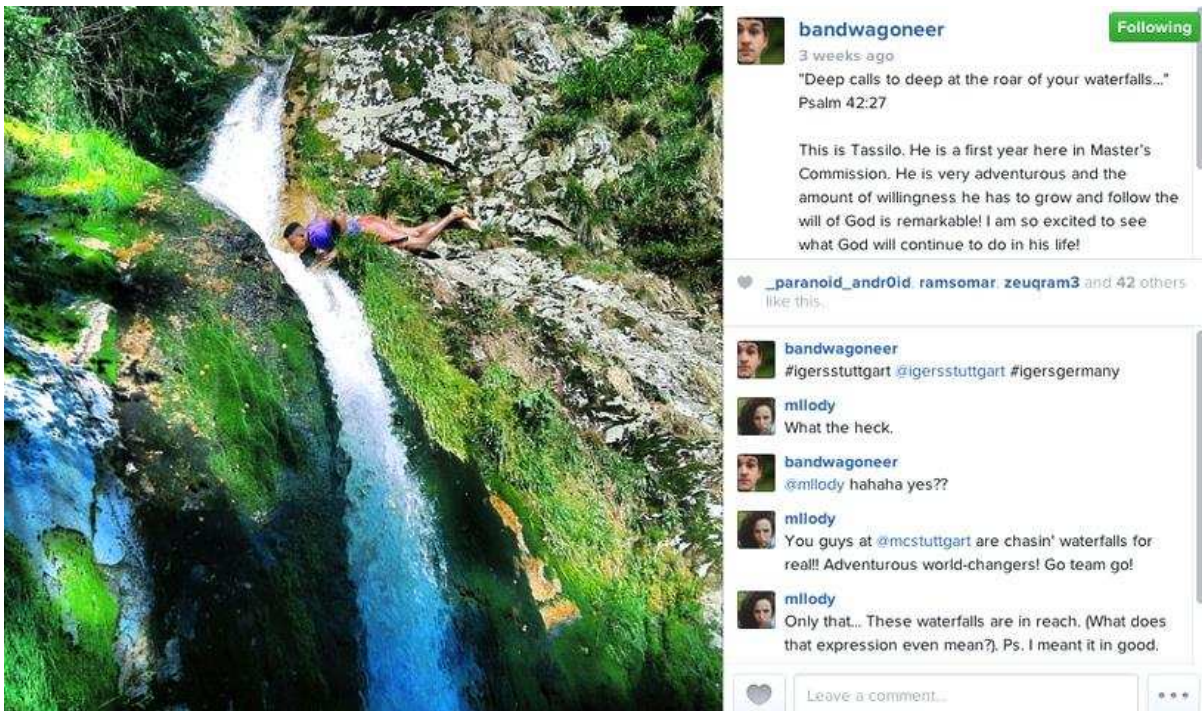 bandwagoneer
Following
3 weeks ago
"Deep calls to deep at the roar of your waterfalls..."
Psalm 42:27
This is Tassilo. He is a first year here in Master's
Commission. He is very adventurous and the
amount of willingness he has to grow and follow the
will of God is remarkable! I am so excited to see
what God will continue to do in his life!
_paranoid_andr0id, ramsomar, zeuqram3 and 42 others
like this.
bandwagoneer
#igersstuttgart @igersstuttgart #igersgermany
mllody
What the heck.
bandwagoneer
@mllody hahaha yes??
mllody
You guys at @mcstuttgart are chasin' waterfalls for
real!! Adventurous world-changers! Go team go!
mllody
Only that... These waterfalls are in reach. (What does
that expression even mean?). Ps. I meant it in good.
Leave a comment...